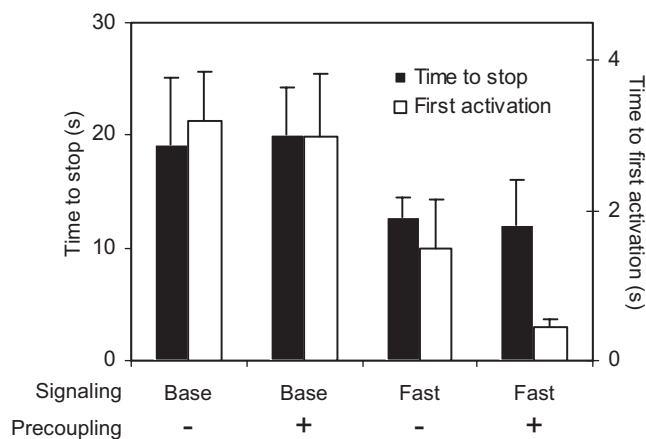 30
20
10
0
Time to stop (s)
Time to stop
First activation
4
2
0
Time to first activation (s)
Signaling Base Base Fast Fast
Precoupling - + - +